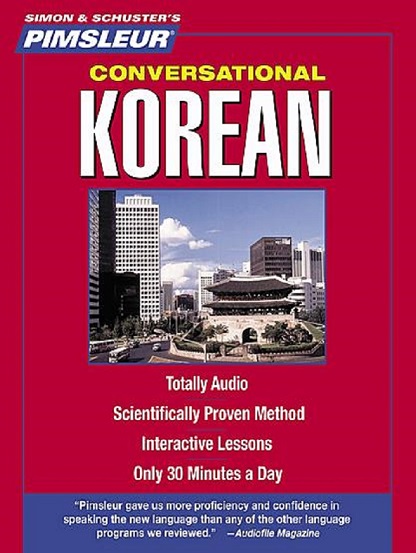 SIMON & SCHUSTER'S
PIMSLEUR®
CONVERSATIONAL
KOREAN
Totally Audio
Scientifically Proven Method
Interactive Lessons
Only 30 Minutes a Day
"Pimsleur gave us more proficiency and confidence in
speaking the new language than any of the other language
programs we reviewed." —Audiofile Magazine